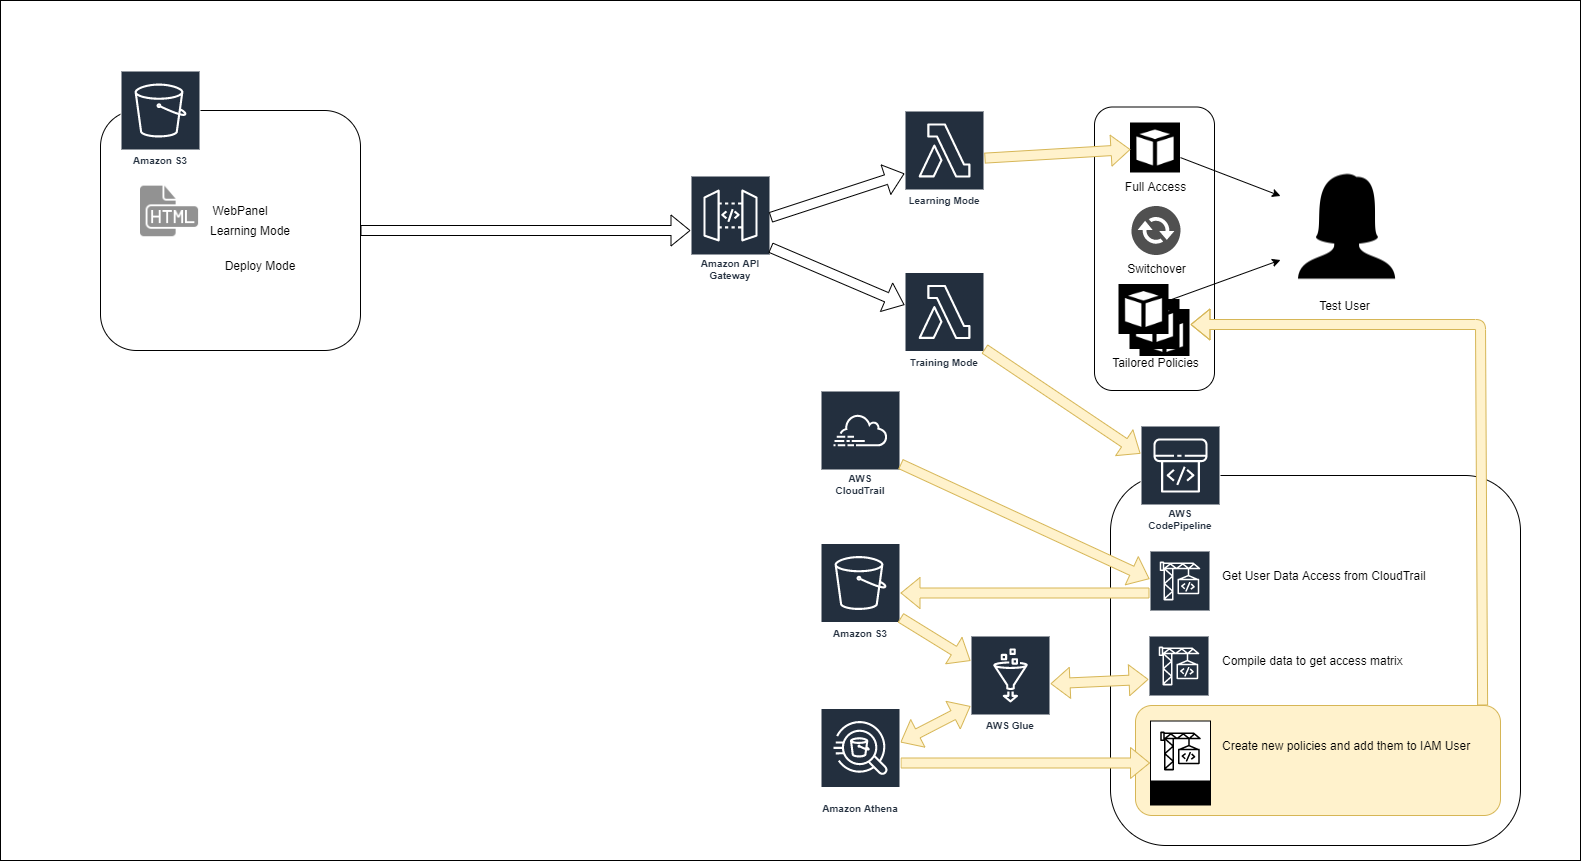 Amazon S3
HTML
WebPanel
Learning Mode
Deploy Mode
</>
Amazon API
Gateway
Learning Mode
Training Mode
Full Access
Switchover
Tailored Policies
Test User
AWS
CloudTrail
</>
AWS
CodePipeline
</>
Get User Data Access from CloudTrail
Amazon S3
</>
Compile data to get access matrix
AWS Glue
</>
Create new policies and add them to IAM User
Amazon Athena